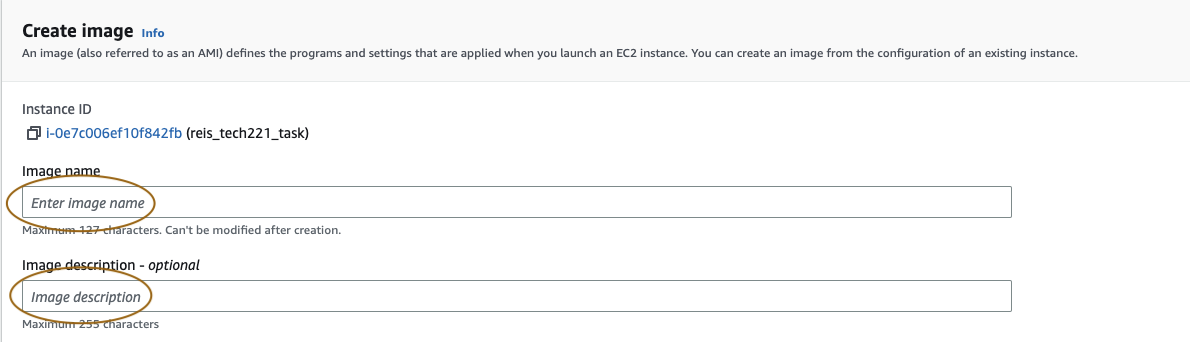 Create image Info
An image (also referred to as an AMI) defines the programs and settings that are applied when you launch an EC2 instance. You can create an image from the configuration of an existing instance.
Instance ID
i-0e7c006ef10f842fb (reis_tech221_task)
Image name
Enter image name
Maximum 127 characters. Can't be modified after creation.
Image description - optional
Image description
Maximum 255 characters